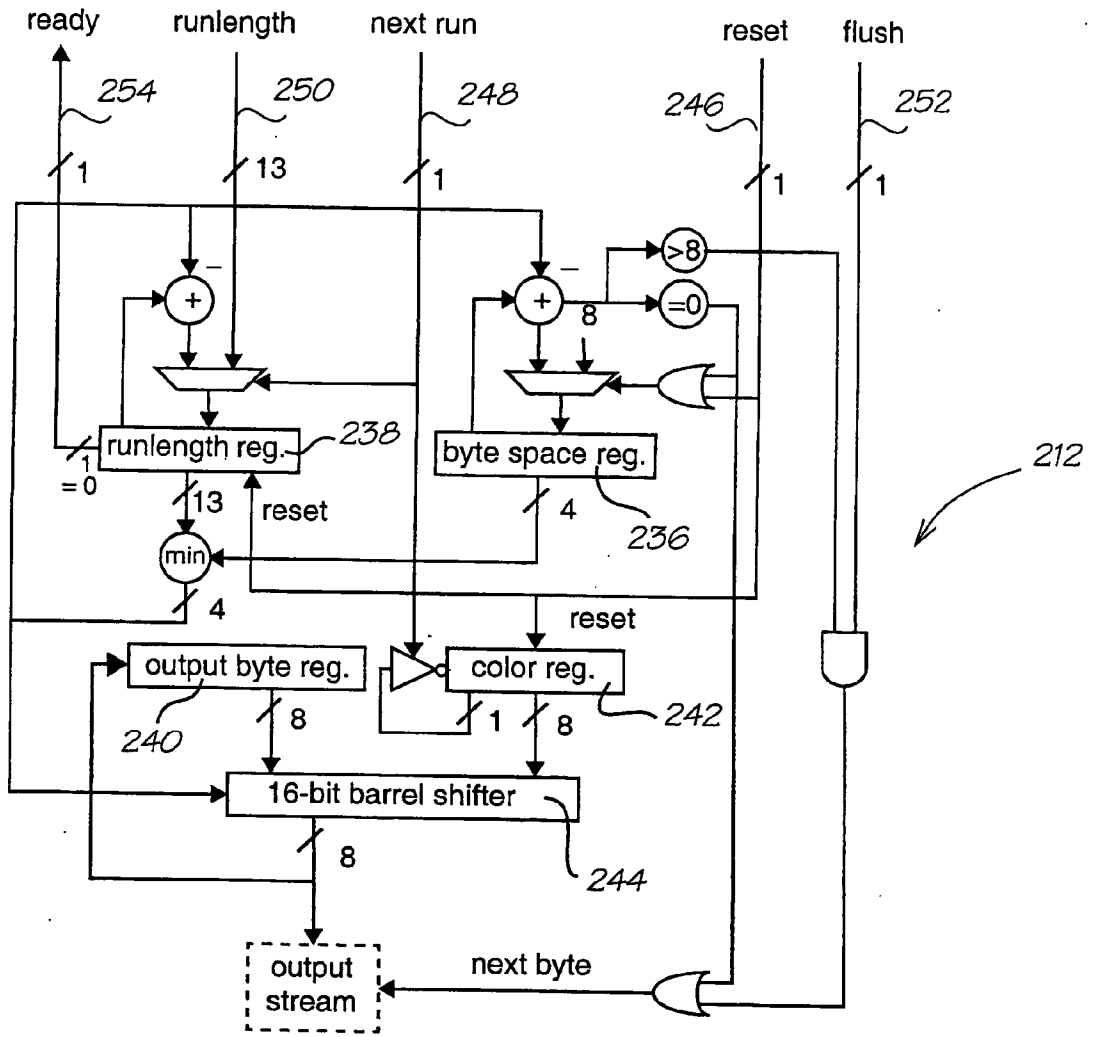 ready runlength next run reset flush
254 250 248 246 252
1 13 1 1 1
− − >8
+ + =0
8
runlength reg. 238 byte space reg.
1
=0 13 reset 4 236 212
min
4 reset
output byte reg. color reg.
240 8 1 8 242
16-bit barrel shifter
8 244
output stream next byte